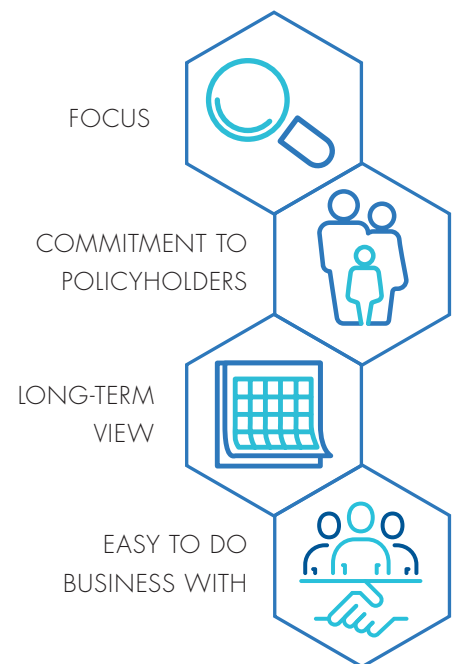 FOCUS
COMMITMENT TO
POLICYHOLDERS
LONG-TERM
VIEW
EASY TO DO
BUSINESS WITH